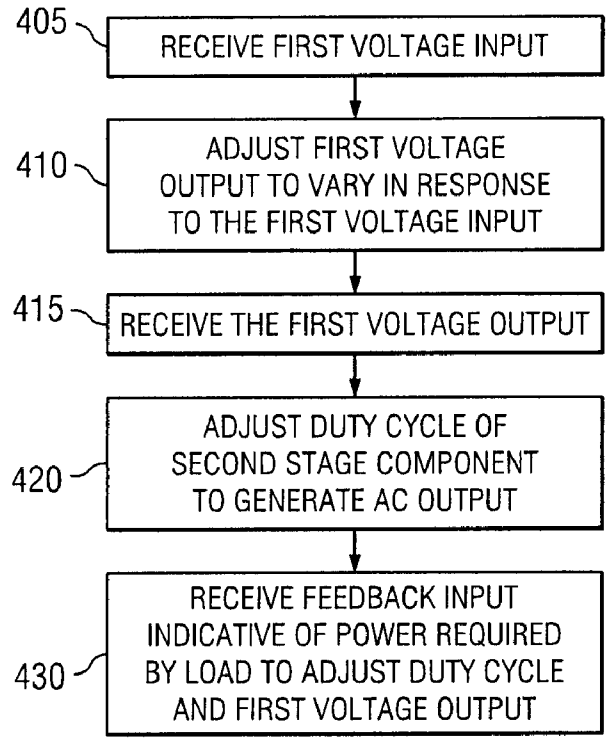 405
RECEIVE FIRST VOLTAGE INPUT
410
ADJUST FIRST VOLTAGE
OUTPUT TO VARY IN RESPONSE
TO THE FIRST VOLTAGE INPUT
415
RECEIVE THE FIRST VOLTAGE OUTPUT
420
ADJUST DUTY CYCLE OF
SECOND STAGE COMPONENT
TO GENERATE AC OUTPUT
430
RECEIVE FEEDBACK INPUT
INDICATIVE OF POWER REQUIRED
BY LOAD TO ADJUST DUTY CYCLE
AND FIRST VOLTAGE OUTPUT